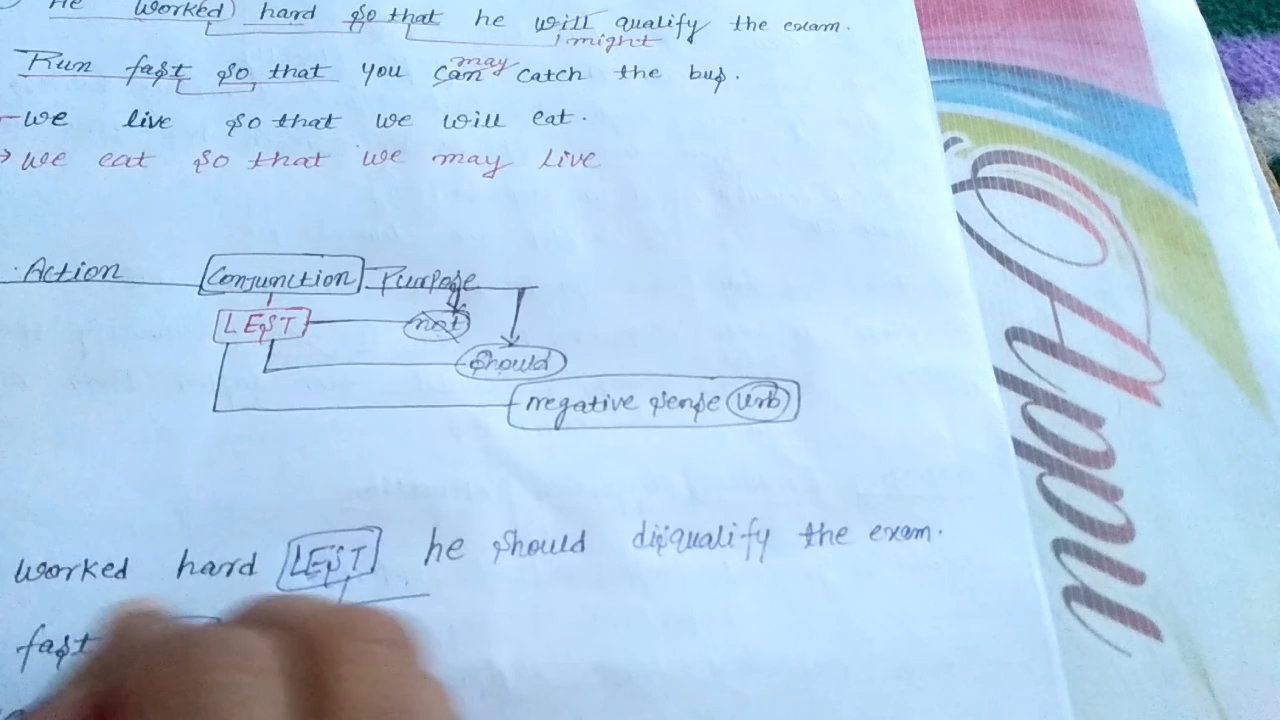 He worked hard so that he will qualify the exam.
might
Run fast so that you can catch the bus.
may
we live so that we will eat.
we eat so that we may live
Action Conjunction Purpose
LEST not
should
negative sense verb
worked hard LEST he should disqualify the exam.
fast
Happy